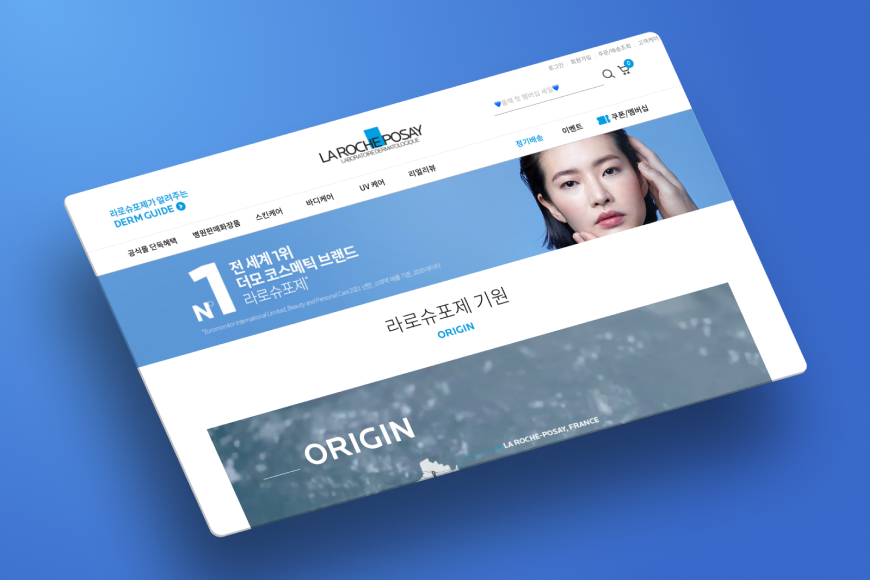 로그인 회원가입 주문/배송조회 고객케어
💙올해 첫 멤버십 세일💙
0
LA ROCHE POSAY
LABORATOIRE DERMATOLOGIQUE
라로슈포제가 알려주는
DERM GUIDE
정기배송 이벤트 쿠폰/멤버십
공식몰 단독혜택 병원판매화장품 스킨케어 바디케어 UV 케어 리얼리뷰
N°1
전 세계 1위
더모 코스메틱 브랜드
라로슈포제*
*Euromonitor International Limited, Beauty and Personal Care 2021
라로슈포제 기원
ORIGIN
ORIGIN
LA ROCHE-POSAY, FRANCE